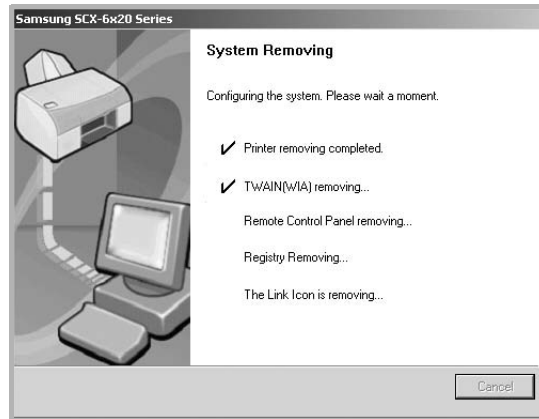 Samsung SCX-6x20 Series
System Removing
Configuring the system. Please wait a moment.
✓ Printer removing completed.
✓ TWAIN(WIA) removing...
Remote Control Panel removing...
Registry Removing...
The Link Icon is removing...
Cancel